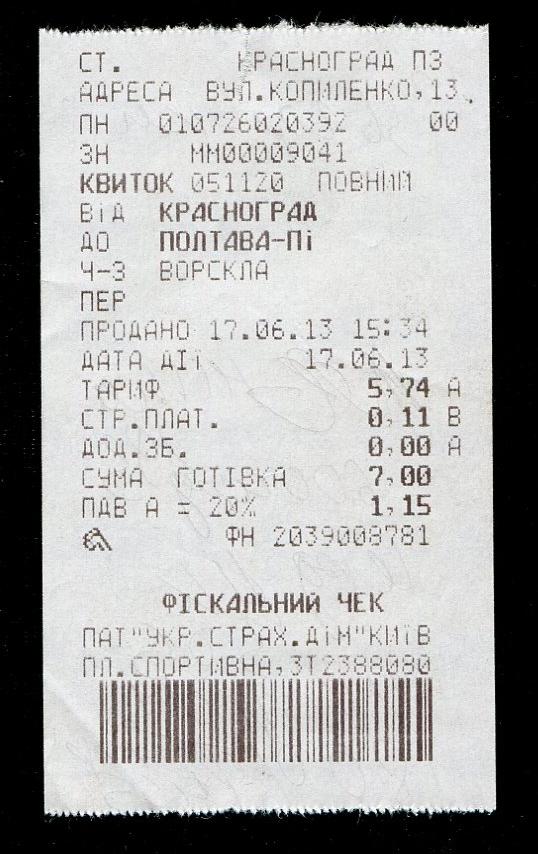 СТ. КРАСНОГРАД ПЗ
АДРЕСА ВУЛ.КОПИЛЕНКО,13
ПН 010726020392 00
ЗН ММ00009041
КВИТОК 051120 ПОВНИЙ
ВіД КРАСНОГРАД
ДО ПОЛТАВА-Пі
Ч-З ВОРСКЛА
ПЕР
ПРОДАНО 17.06.13 15:34
ДАТА ДІЇ 17.06.13
ТАРИФ 5,74 А
СТР.ПЛАТ. 0,11 В
ДОД.ЗБ. 0,00 А
СУМА ГОТІВКА 7,00
ПДВ А = 20% 1,15
ФН 2039008781
ФІСКАЛЬНИЙ ЧЕК
ПАТ"УКР.СТРАХ.ДіМ"КИЇВ
ПЛ.СПОРТИВНА,3Т2388080